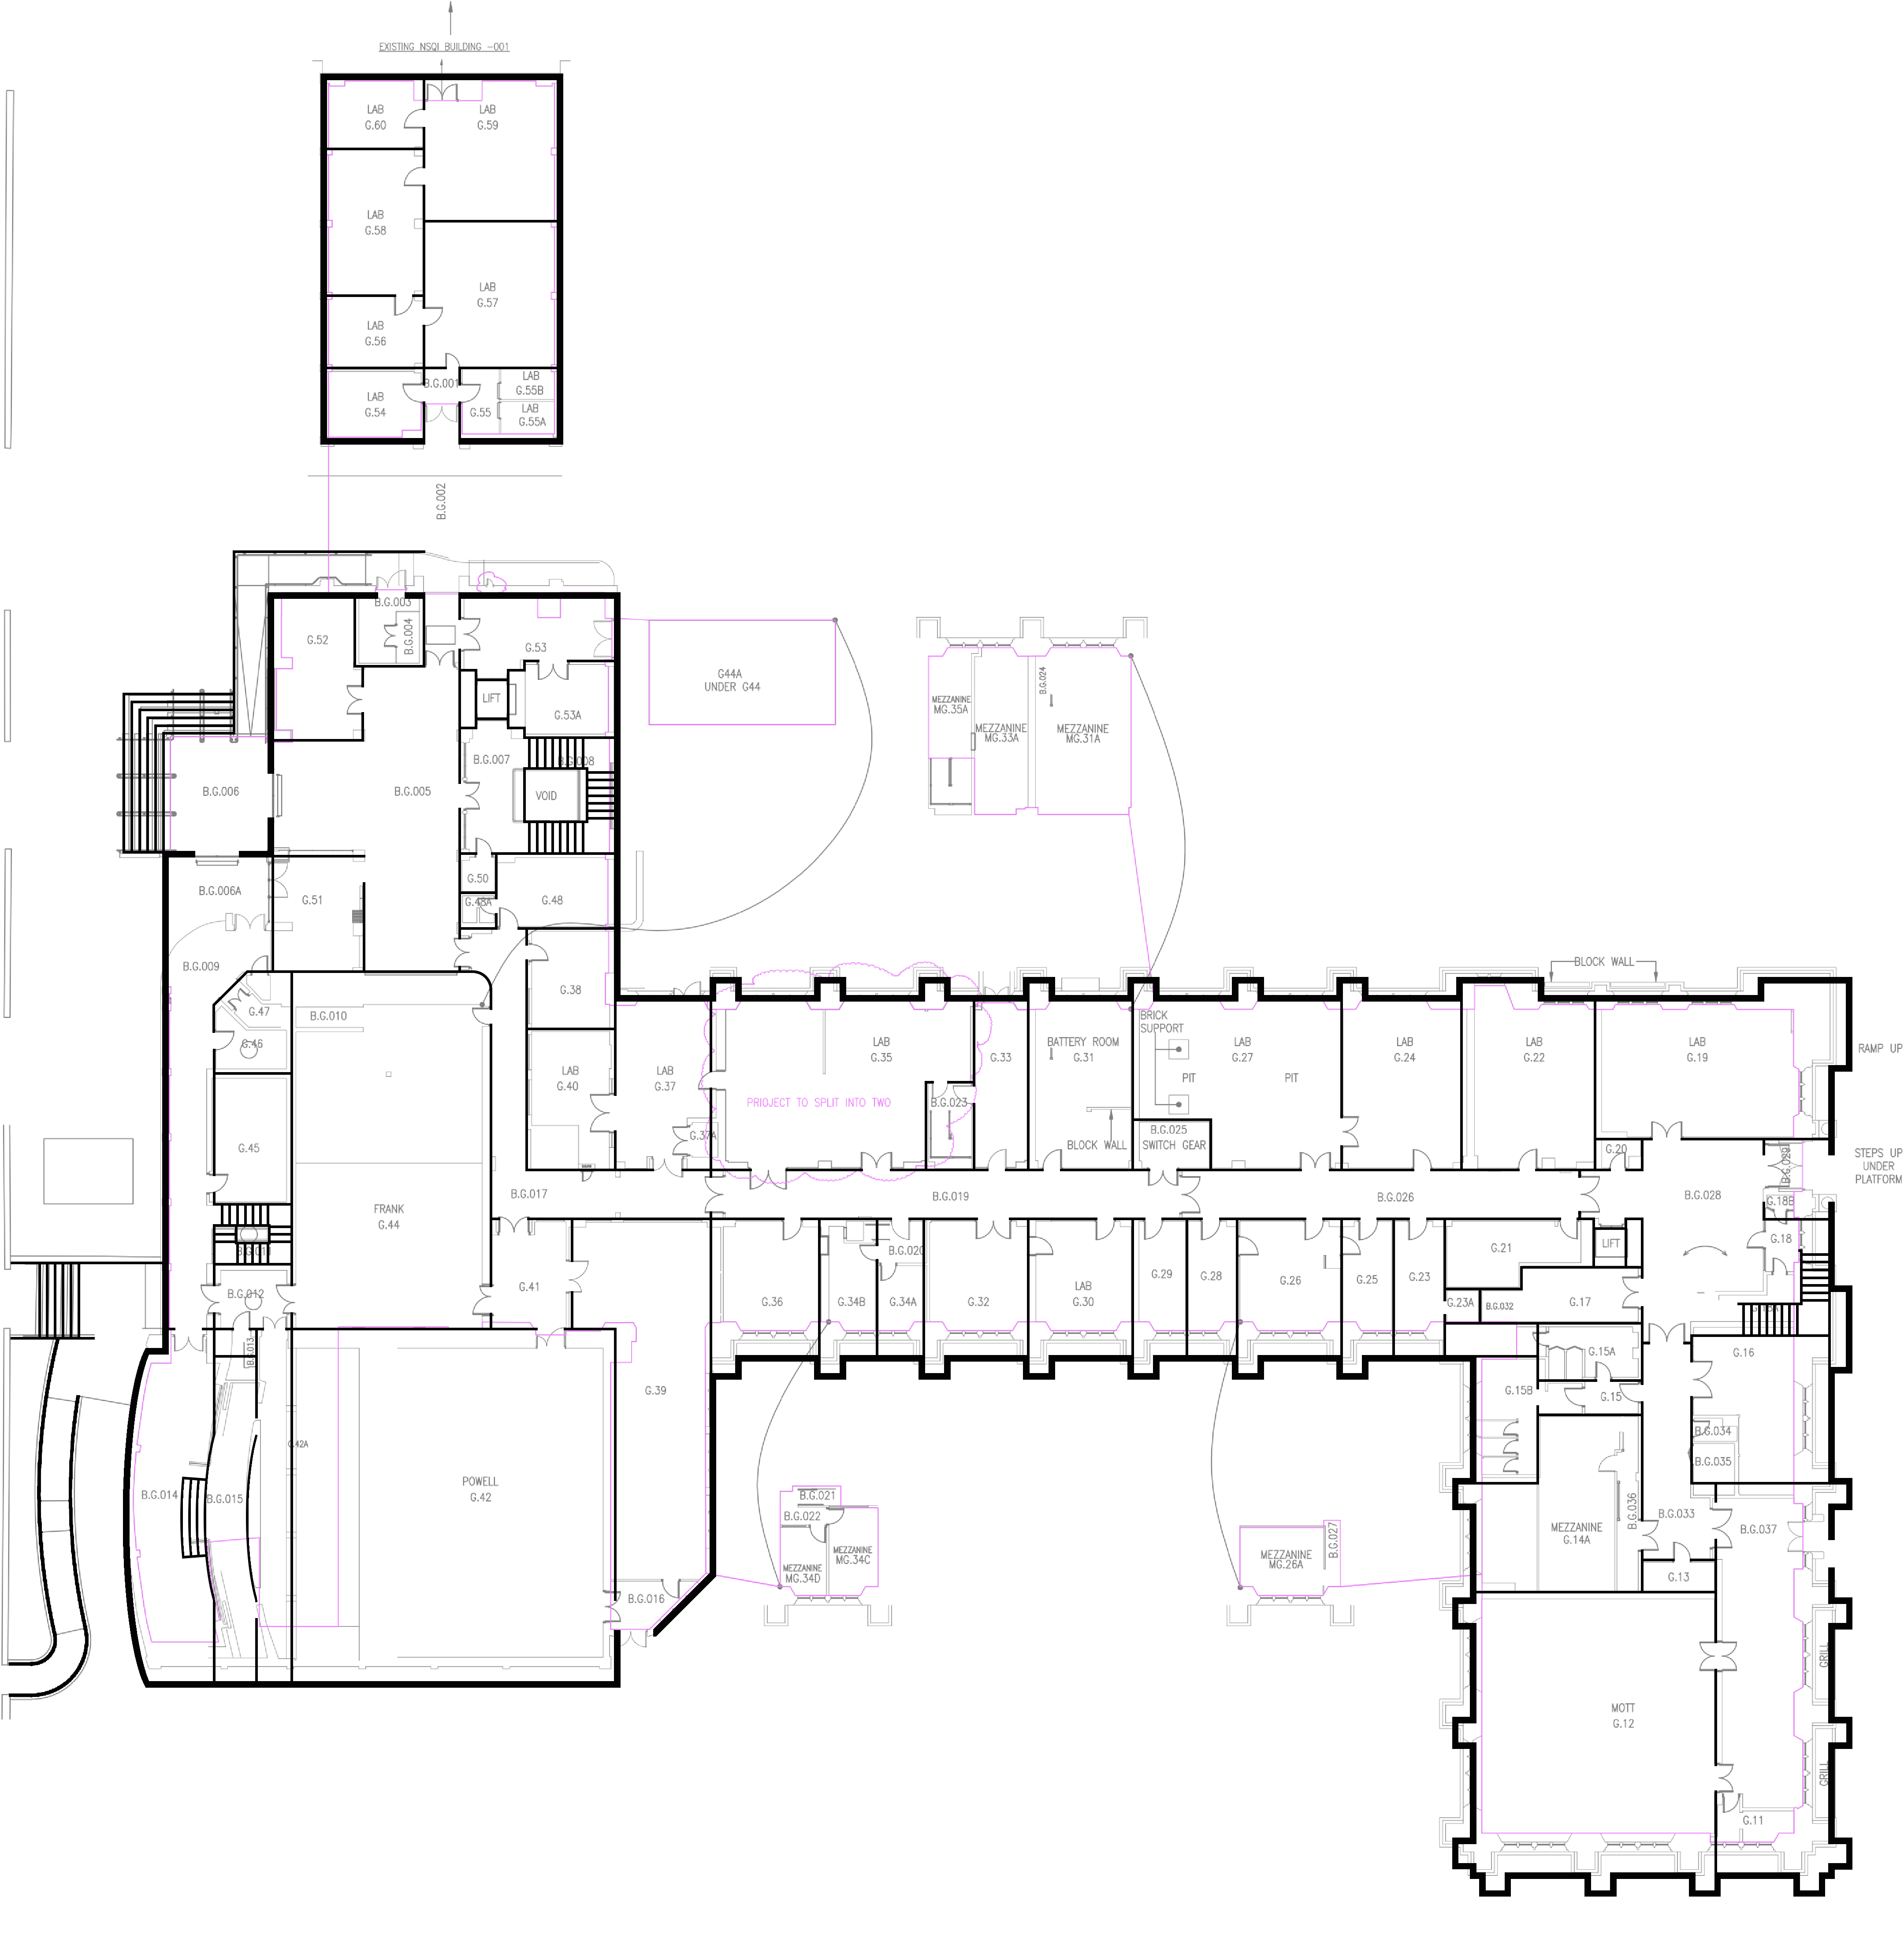 EXISTING NSQI BUILDING -001
LAB
G.60
LAB
G.59
LAB
G.58
LAB
G.57
LAB
G.56
B.G.001
LAB
G.54
G.55
LAB
G.55B
LAB
G.55A
B.G.002
B.G.003
B.G.004
G.52
G.53
LIFT
G.53A
G44A
UNDER G44
MEZZANINE
MG.35A
MEZZANINE
MG.33A
B.G.024
MEZZANINE
MG.31A
B.G.006
B.G.005
B.G.007
B.G.008
VOID
B.G.006A
G.51
G.50
G.48A
G.48
B.G.009
G.47
G.46
B.G.010
G.38
LAB
G.40
LAB
G.37
G.37A
LAB
G.35
PRIOJECT TO SPLIT INTO TWO
B.G.023
G.33
BATTERY ROOM
G.31
BLOCK WALL
BRICK
SUPPORT
PIT
LAB
G.27
PIT
B.G.025
SWITCH GEAR
LAB
G.24
LAB
G.22
BLOCK WALL
LAB
G.19
RAMP UP
STEPS UP
UNDER
PLATFORM
G.45
FRANK
G.44
B.G.011
B.G.012
B.G.013
B.G.017
B.G.019
B.G.026
G.20
B.G.028
B.G.029
G.18B
G.18
G.41
G.36
G.34B
B.G.020
G.34A
G.32
LAB
G.30
G.29
G.28
G.26
G.25
G.23
G.21
LIFT
G.23A
B.G.032
G.17
G.16
G.15A
G.15B
G.15
G.39
G.42A
POWELL
G.42
B.G.014
B.G.015
B.G.016
B.G.021
B.G.022
MEZZANINE
MG.34D
MEZZANINE
MG.34C
MEZZANINE
MG.26A
B.G.027
MEZZANINE
G.14A
B.G.036
B.G.033
B.G.034
B.G.035
B.G.037
G.13
MOTT
G.12
G.11
GRILL
GRILL